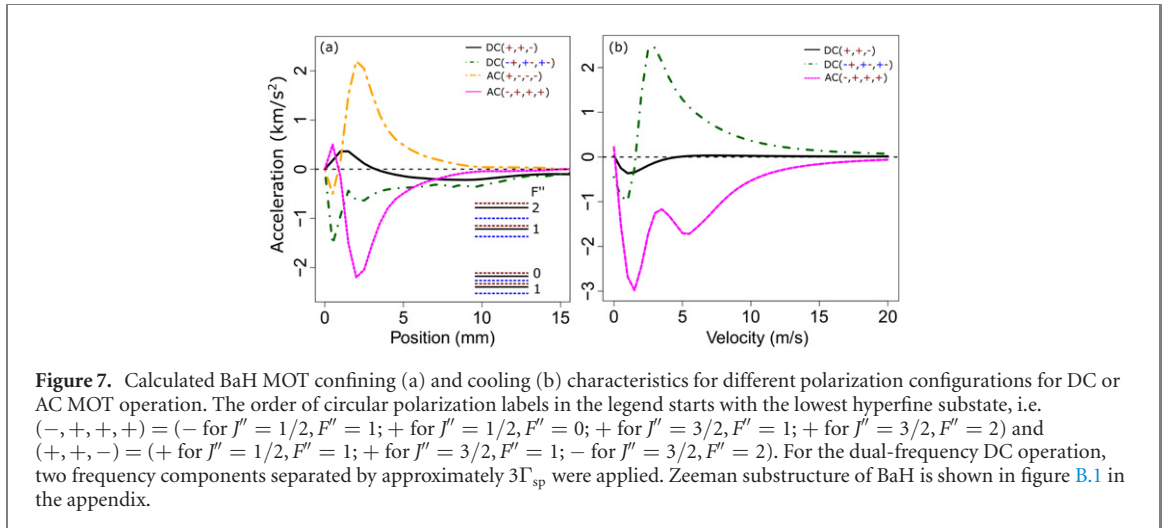 (a)
DC(+,+,-)
DC(-+,+-,+-)
AC(+,-,-,-)
AC(-,+,+,+)
Acceleration (km/s²)
2
1
0
−1
−2
F"
2
1
0
1
0
5
10
15
Position (mm)
(b)
DC(+,+,-)
DC(-+,+-,+-)
AC(-,+,+,+)
2
1
0
−1
−2
−3
0
5
10
15
20
Velocity (m/s)
Figure 7. Calculated BaH MOT confining (a) and cooling (b) characteristics for different polarization configurations for DC or
AC MOT operation. The order of circular polarization labels in the legend starts with the lowest hyperfine substate, i.e.
(−, +, +, +) = (− for J″ = 1/2, F″ = 1; + for J″ = 1/2, F″ = 0; + for J″ = 3/2, F″ = 1; + for J″ = 3/2, F″ = 2) and
(+, +, −) = (+ for J″ = 1/2, F″ = 1; + for J″ = 3/2, F″ = 1; − for J″ = 3/2, F″ = 2). For the dual-frequency DC operation,
two frequency components separated by approximately 3Γsp were applied. Zeeman substructure of BaH is shown in figure B.1 in
the appendix.